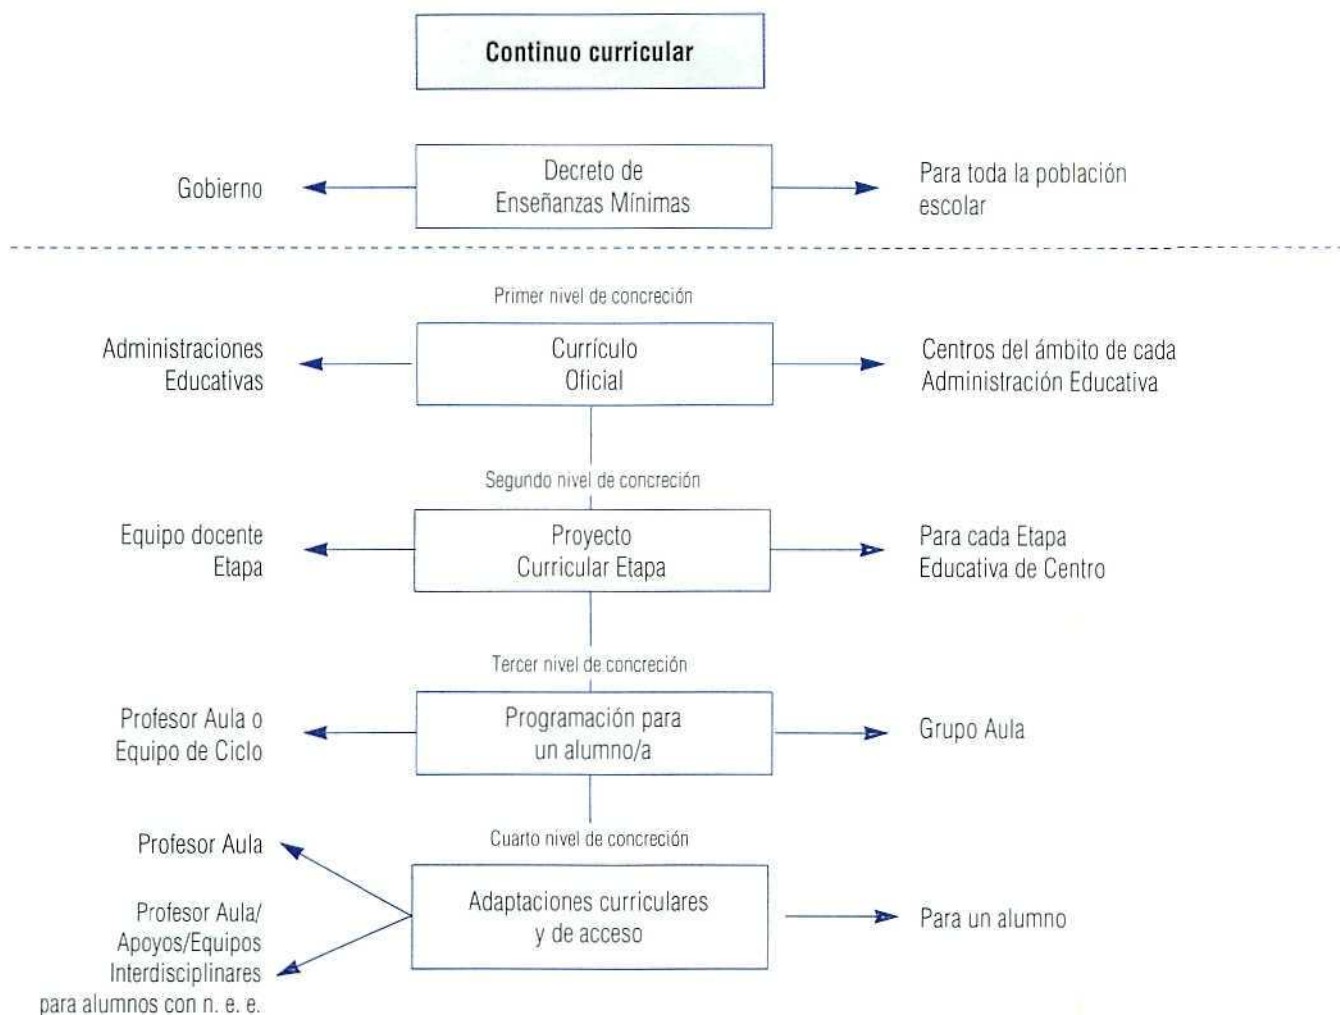 Continuo curricular
Gobierno
Decreto de
Enseñanzas Mínimas
Para toda la población
escolar
Primer nivel de concreción
Administraciones
Educativas
Currículo
Oficial
Centros del ámbito de cada
Administración Educativa
Segundo nivel de concreción
Equipo docente
Etapa
Proyecto
Curricular Etapa
Para cada Etapa
Educativa de Centro
Tercer nivel de concreción
Profesor Aula o
Equipo de Ciclo
Programación para
un alumno/a
Grupo Aula
Cuarto nivel de concreción
Profesor Aula
Profesor Aula/
Apoyos/Equipos
Interdisciplinares
para alumnos con n. e. e.
Adaptaciones curriculares
y de acceso
Para un alumno